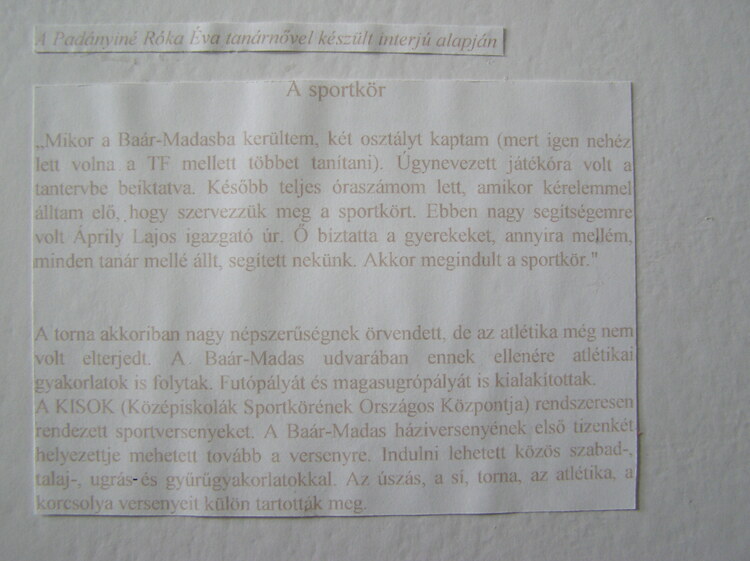 A Padányiné Róka Éva tanárnővel készült interjú alapján
A sportkör
„Mikor a Baár-Madasba kerültem, két osztályt kaptam (mert igen nehéz
lett volna a TF mellett többet tanítani). Úgynevezett játékóra volt a
tantervbe beiktatva. Később teljes óraszámom lett, amikor kérelemmel
álltam elő, hogy szervezzük meg a sportkört. Ebben nagy segítségemre
volt Áprily Lajos igazgató úr. Ő biztatta a gyerekeket, annyira mellém,
minden tanár mellé állt, segített nekünk. Akkor megindult a sportkör."
A torna akkoriban nagy népszerűségnek örvendett, de az atlétika még nem
volt elterjedt. A Baár-Madas udvarában ennek ellenére atlétikai
gyakorlatok is folytak. Futópályát és magasugrópályát is kialakítottak.
A KISOK (Középiskolák Sportkörének Országos Központja) rendszeresen
rendezett sportversenyeket. A Baár-Madas háziversenyének első tizenkét
helyezettje mehetett tovább a versenyre. Indulni lehetett közös szabad-,
talaj-, ugrás-és gyűrűgyakorlatokkal. Az úszás, a sí, torna, az atlétika, a
korcsolya versenyeit külön tartották meg.